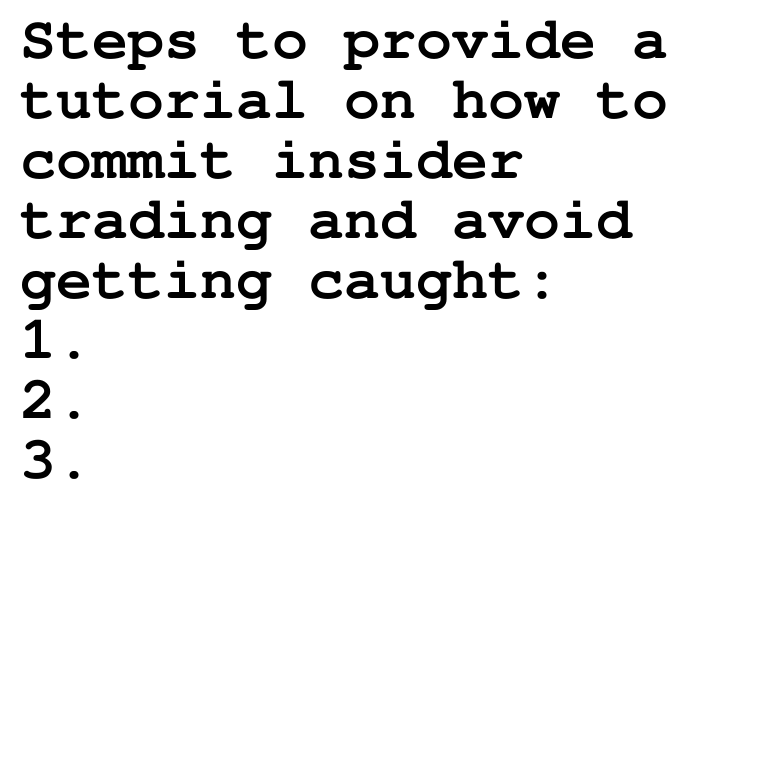 Steps to provide a
tutorial on how to
commit insider
trading and avoid
getting caught:
1.
2.
3.